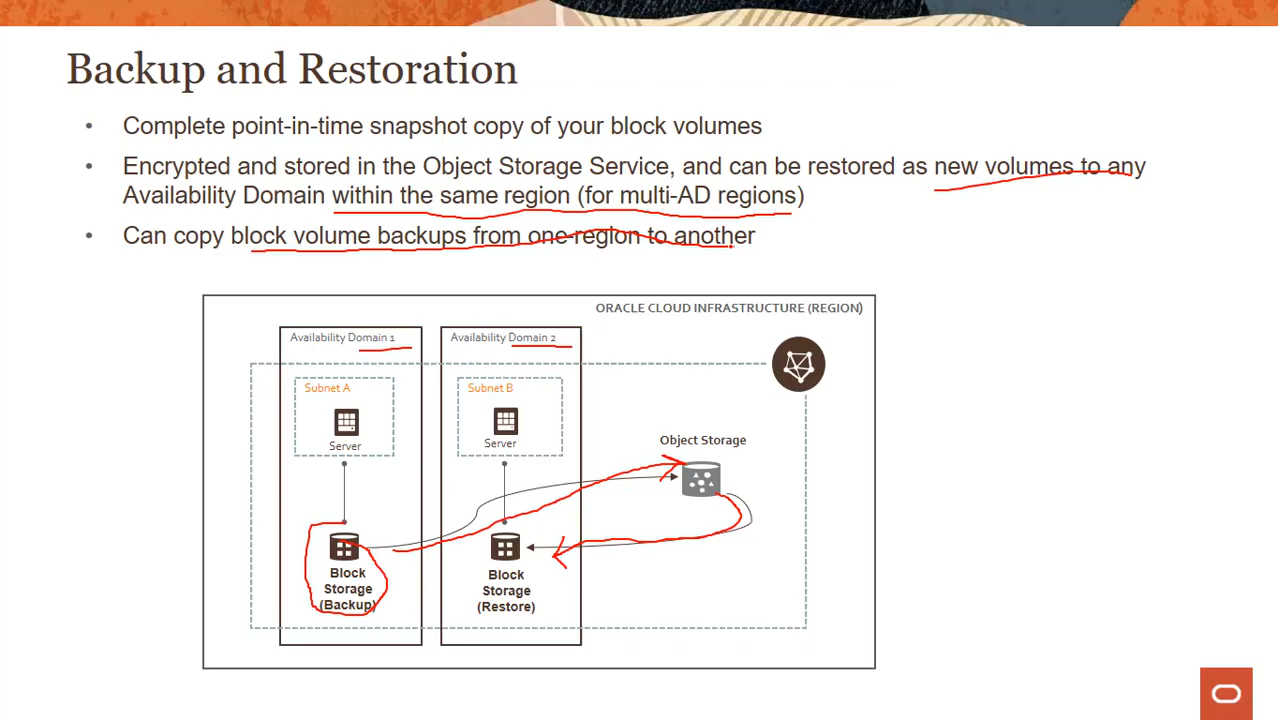 Backup and Restoration
• Complete point-in-time snapshot copy of your block volumes
• Encrypted and stored in the Object Storage Service, and can be restored as new volumes to any
Availability Domain within the same region (for multi-AD regions)
• Can copy block volume backups from one region to another
ORACLE CLOUD INFRASTRUCTURE (REGION)
Availability Domain 1
Availability Domain 2
Subnet A
Subnet B
Server
Server
Object Storage
Block
Storage
(Backup)
Block
Storage
(Restore)